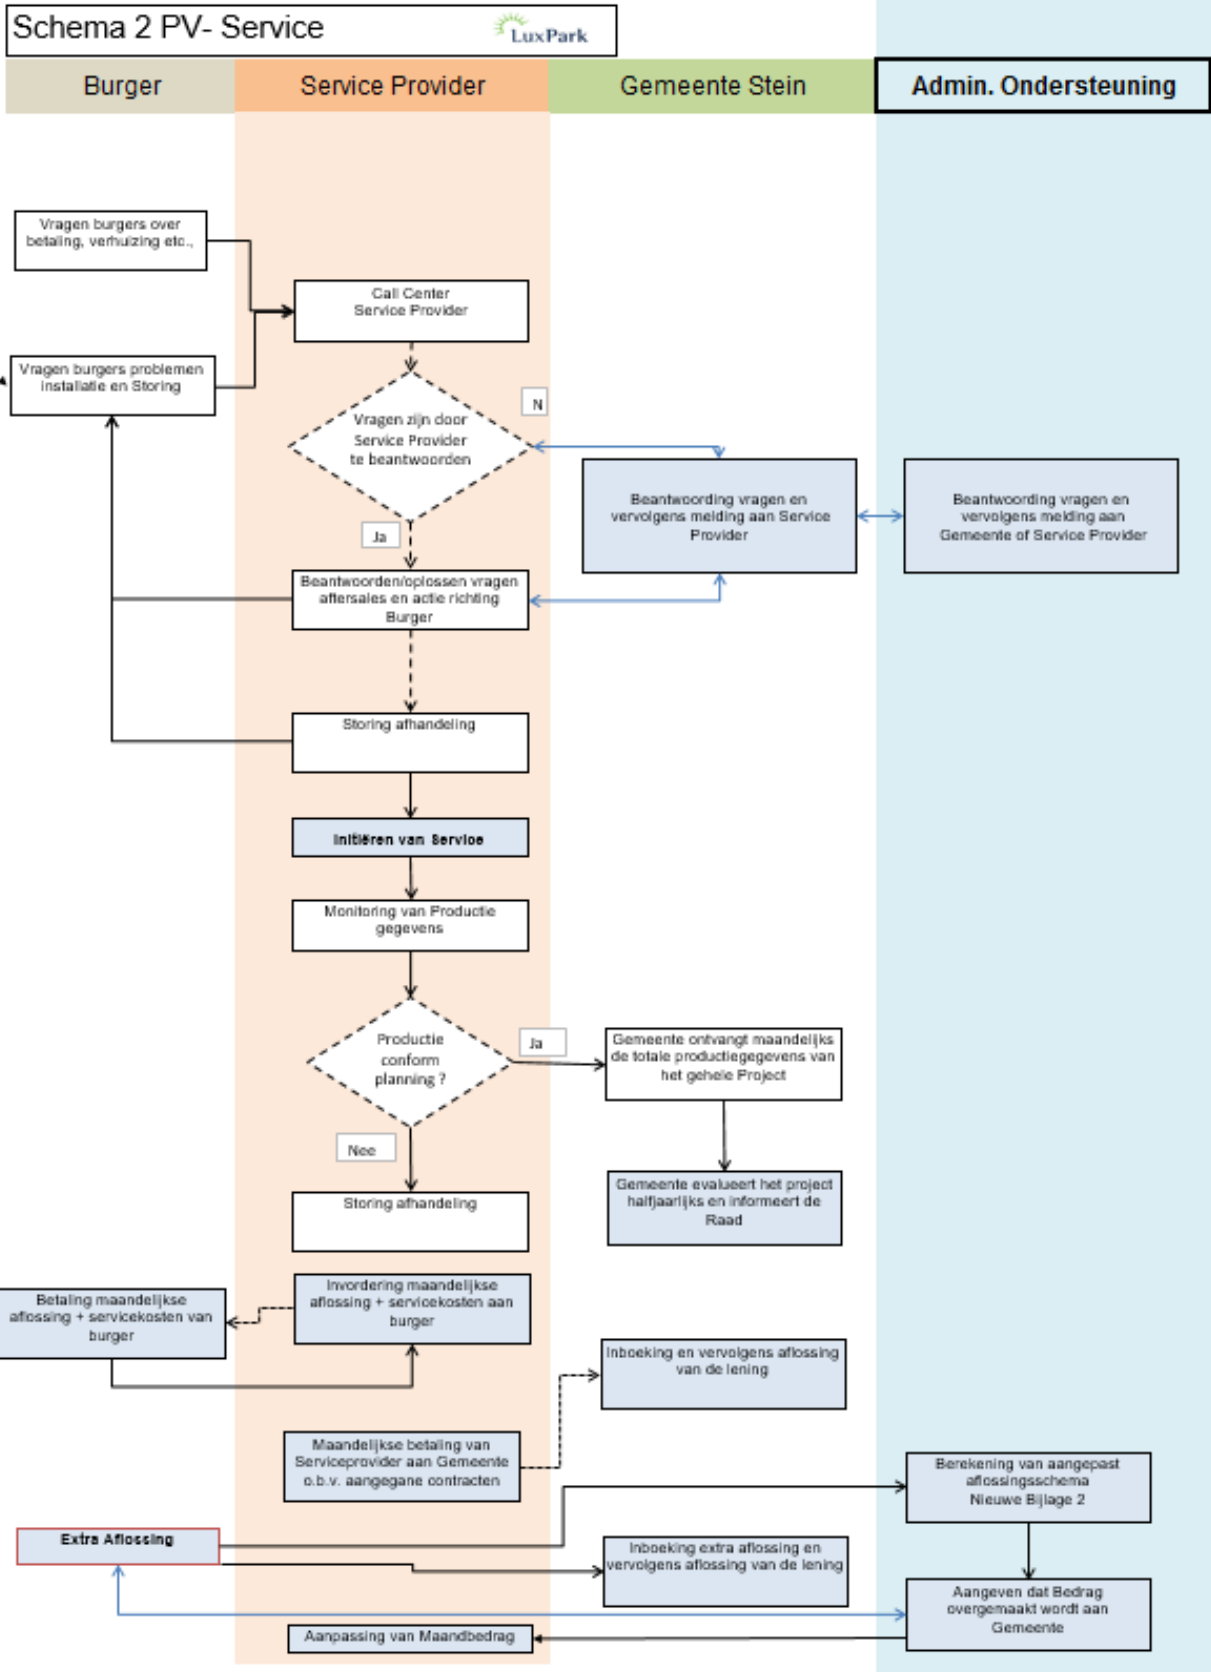 Schema 2 PV- Service
LuxPark
Burger
Service Provider
Gemeente Stein
Admin. Ondersteuning
Vragen burgers over
betaling, verhuizing etc.,
Call Center
Service Provider
Vragen burgers problemen
installatie en Storing
N
Vragen zijn door
Service Provider
te beantwoorden
Beantwoording vragen en
vervolgens melding aan Service
Provider
Beantwoording vragen en
vervolgens melding aan
Gemeente of Service Provider
Ja
Beantwoorden/oplossen vragen
aftersales en actie richting
Burger
Storing afhandeling
Initiëren van Service
Monitoring van Productie
gegevens
Productie
conform
planning ?
Ja
Gemeente ontvangt maandelijks
de totale productiegegevens van
het gehele Project
Nee
Gemeente evalueert het project
halfjaarlijks en informeert de
Raad
Storing afhandeling
Invordering maandelijkse
aflossing + servicekosten aan
burger
Betaling maandelijkse
aflossing + servicekosten van
burger
Inboeking en vervolgens aflossing
van de lening
Maandelijkse betaling van
Serviceprovider aan Gemeente
o.b.v. aangegane contracten
Berekening van aangepast
aflossingsschema
Nieuwe Bijlage 2
Extra Aflossing
Inboeking extra aflossing en
vervolgens aflossing van de lening
Aangeven dat Bedrag
overgemaakt wordt aan
Gemeente
Aanpassing van Maandbedrag